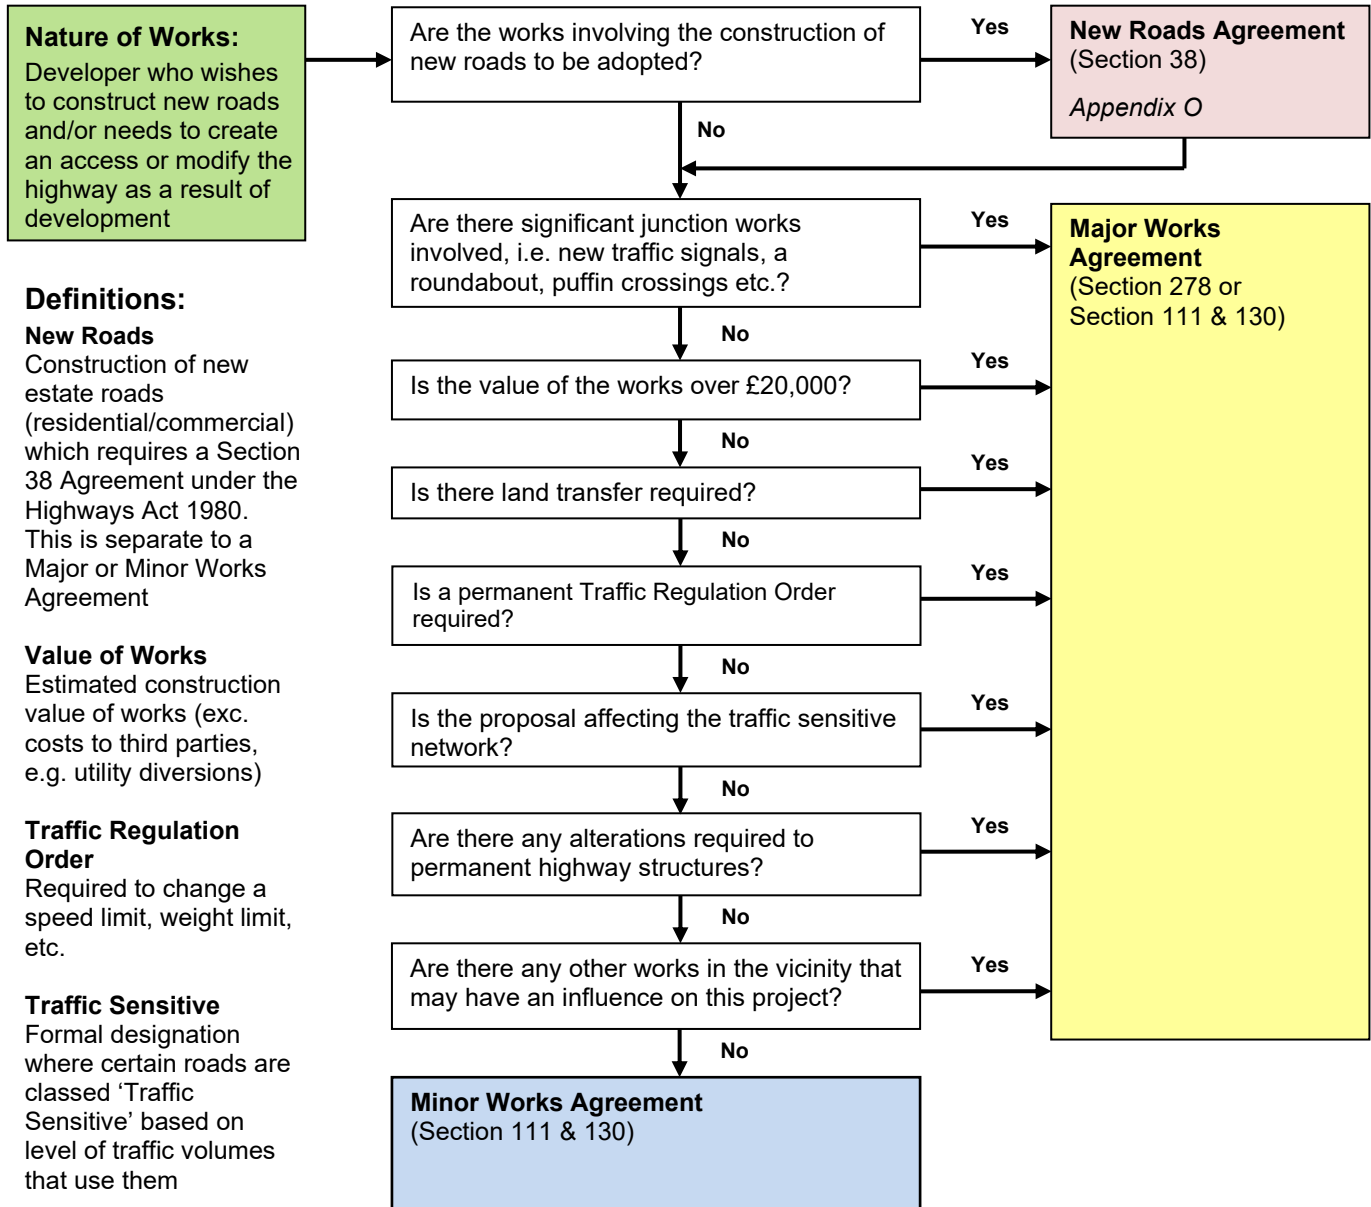 Nature of Works:
Developer who wishes
to construct new roads
and/or needs to create
an access or modify the
highway as a result of
development
Are the works involving the construction of
new roads to be adopted?
Yes
New Roads Agreement
(Section 38)
Appendix O
No
Are there significant junction works
involved, i.e. new traffic signals, a
roundabout, puffin crossings etc.?
Yes
Major Works
Agreement
(Section 278 or
Section 111 & 130)
No
Is the value of the works over £20,000?
Yes
No
Is there land transfer required?
Yes
No
Is a permanent Traffic Regulation Order
required?
Yes
No
Is the proposal affecting the traffic sensitive
network?
Yes
No
Are there any alterations required to
permanent highway structures?
Yes
No
Are there any other works in the vicinity that
may have an influence on this project?
Yes
No
Minor Works Agreement
(Section 111 & 130)
Definitions:
New Roads
Construction of new
estate roads
(residential/commercial)
which requires a Section
38 Agreement under the
Highways Act 1980.
This is separate to a
Major or Minor Works
Agreement
Value of Works
Estimated construction
value of works (exc.
costs to third parties,
e.g. utility diversions)
Traffic Regulation
Order
Required to change a
speed limit, weight limit,
etc.
Traffic Sensitive
Formal designation
where certain roads are
classed ‘Traffic
Sensitive’ based on
level of traffic volumes
that use them